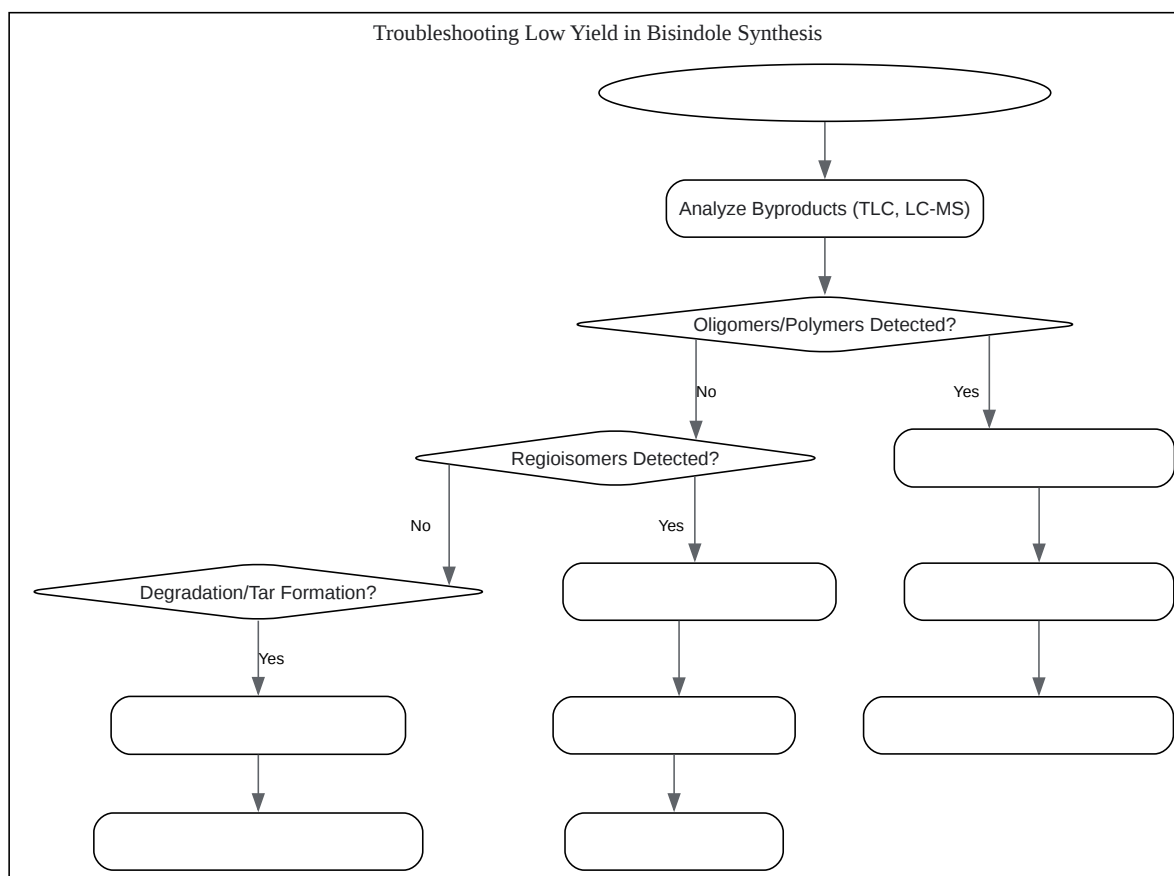 Troubleshooting Low Yield in Bisindole Synthesis
Analyze Byproducts (TLC, LC-MS)
Oligomers/Polymers Detected?
No
Yes
Regioisomers Detected?
No
Yes
Degradation/Tar Formation?
Yes